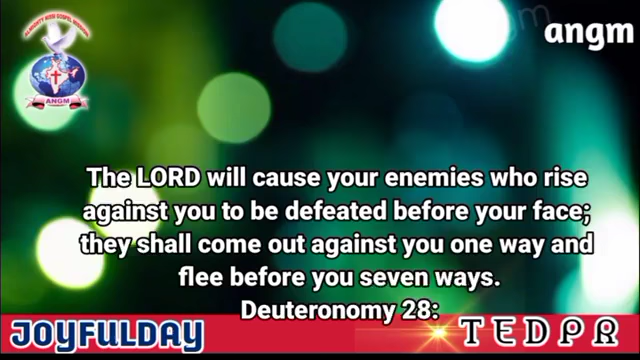 angm
ANGM
The LORD will cause your enemies who rise
against you to be defeated before your face;
they shall come out against you one way and
flee before you seven ways.
Deuteronomy 28:
JOYFULDAY
TEDPR